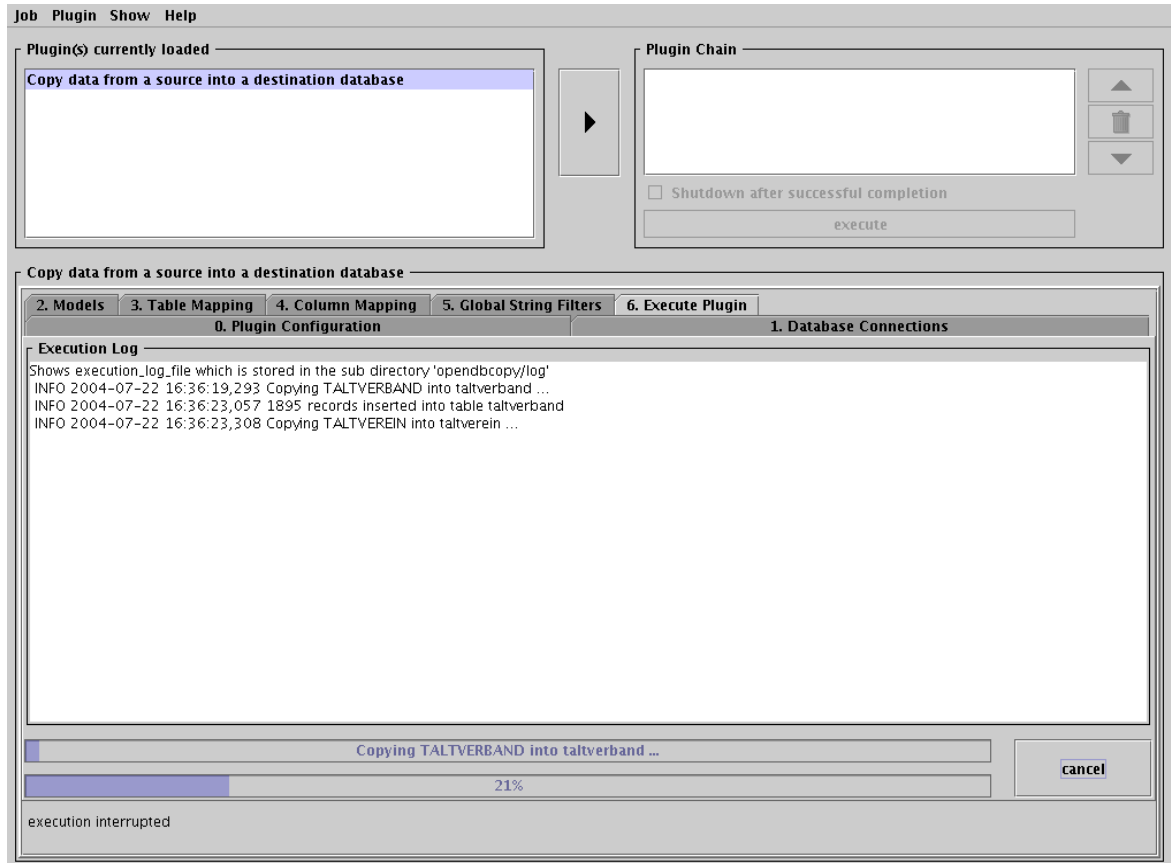 Job Plugin Show Help
Plugin(s) currently loaded
Copy data from a source into a destination database
Plugin Chain
Shutdown after successful completion
execute
Copy data from a source into a destination database
2. Models 3. Table Mapping 4. Column Mapping 5. Global String Filters 6. Execute Plugin
0. Plugin Configuration 1. Database Connections
Execution Log
Shows execution_log_file which is stored in the sub directory 'opendbcopy/log'
INFO 2004-07-22 16:36:19,293 Copying TALTVERBAND into taltverband ...
INFO 2004-07-22 16:36:23,057 1895 records inserted into table taltverband
INFO 2004-07-22 16:36:23,308 Copying TALTVEREIN into taltverein ...
Copying TALTVERBAND into taltverband ...
21%
cancel
execution interrupted